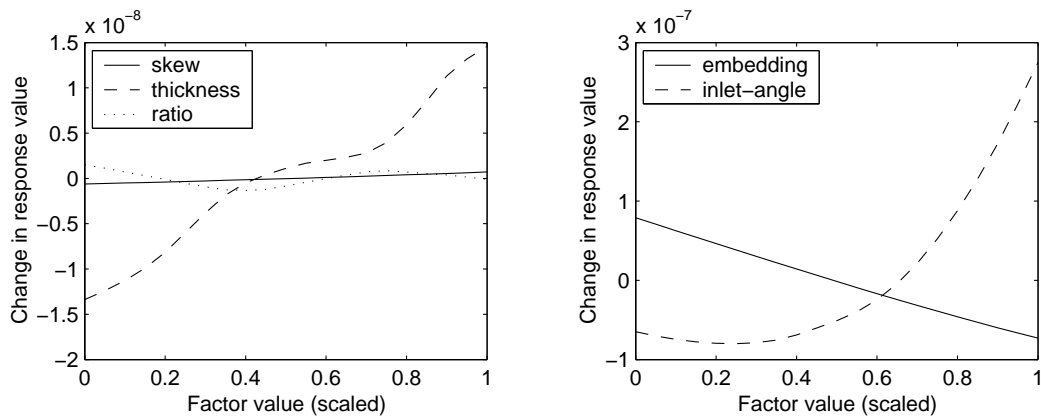 x 10⁻⁸
1.5
1
0.5
0
−0.5
−1
−1.5
−2
Change in response value
skew
thickness
ratio
0 0.2 0.4 0.6 0.8 1
Factor value (scaled)
x 10⁻⁷
3
2
1
0
−1
Change in response value
embedding
inlet−angle
0 0.2 0.4 0.6 0.8 1
Factor value (scaled)